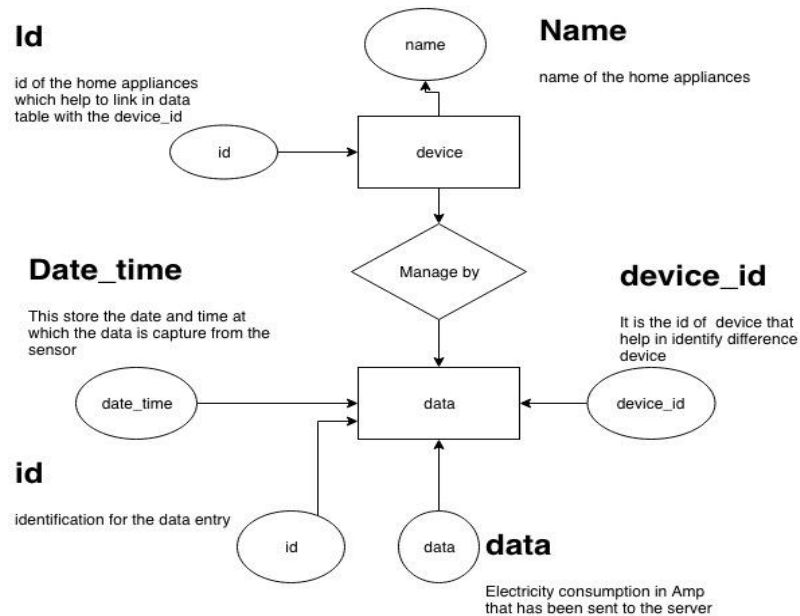 Id
id of the home appliances
which help to link in data
table with the device_id
name
Name
name of the home appliances
id
device
Manage by
Date_time
This store the date and time at
which the data is capture from the
sensor
device_id
It is the id of device that
help in identify difference
device
date_time
data
device_id
id
identification for the data entry
id
data
data
Electricity consumption in Amp
that has been sent to the server